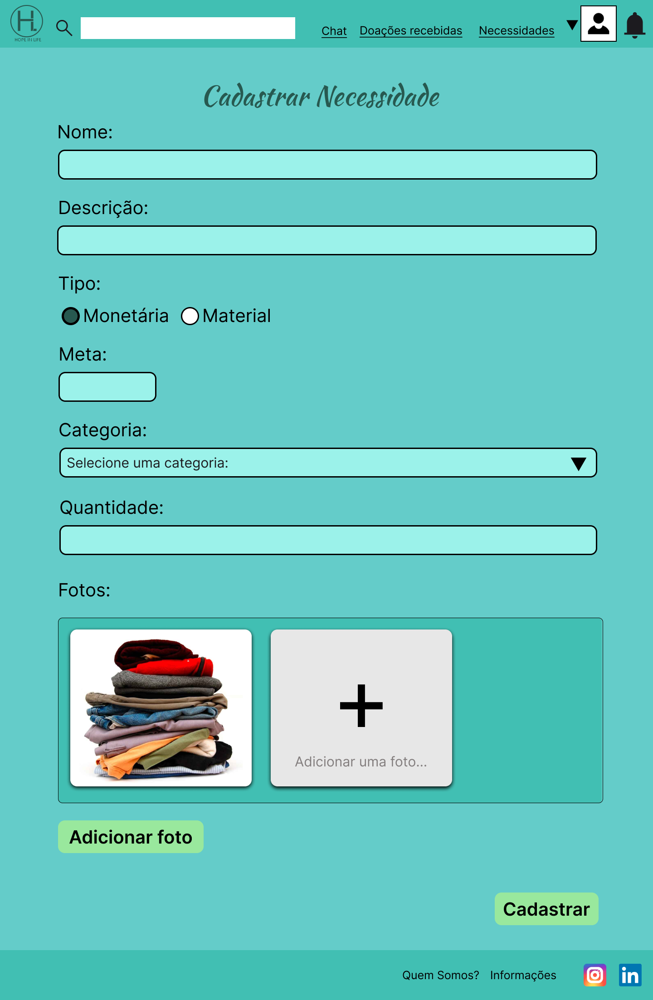 H.
HOPE IN LIFE
Chat
Doações recebidas
Necessidades
Cadastrar Necessidade
Nome:
Descrição:
Tipo:
Monetária
Material
Meta:
Categoria:
Selecione uma categoria:
Quantidade:
Fotos:
Adicionar uma foto...
Adicionar foto
Cadastrar
Quem Somos?
Informações
in